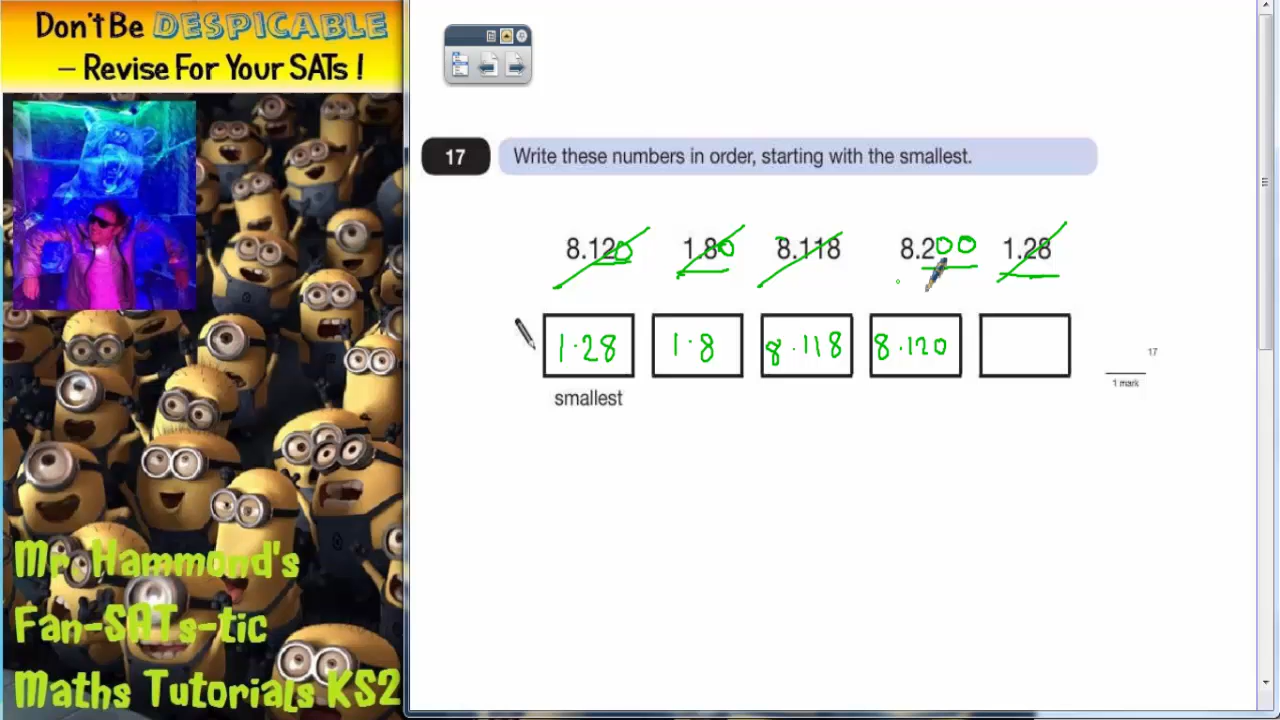 Don't Be DESPICABLE
– Revise For Your SATs !
17 Write these numbers in order, starting with the smallest.
8.120 1.80 8.118 8.200 1.28
1.28 1.8 8.118 8.120
smallest
17
1 mark
Mr. Hammond's
Fan-SATs-tic
Maths Tutorials KS2